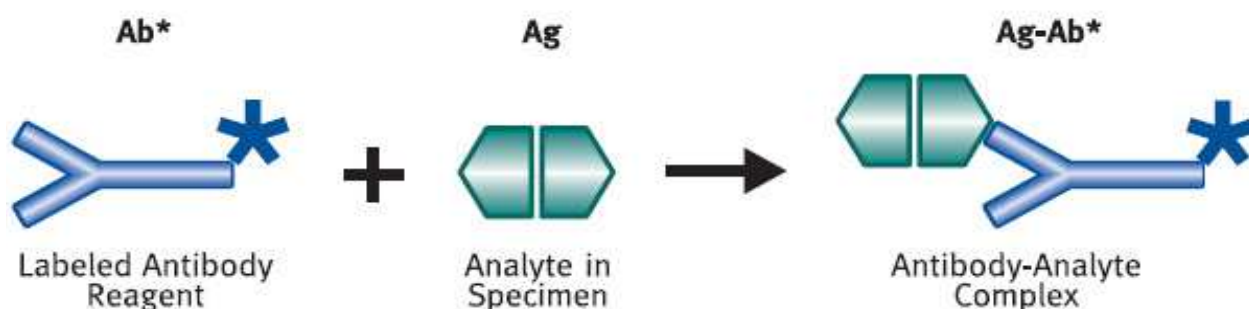 Ab*
Ag
Ag-Ab*
Labeled Antibody
Reagent
Analyte in
Specimen
Antibody-Analyte
Complex